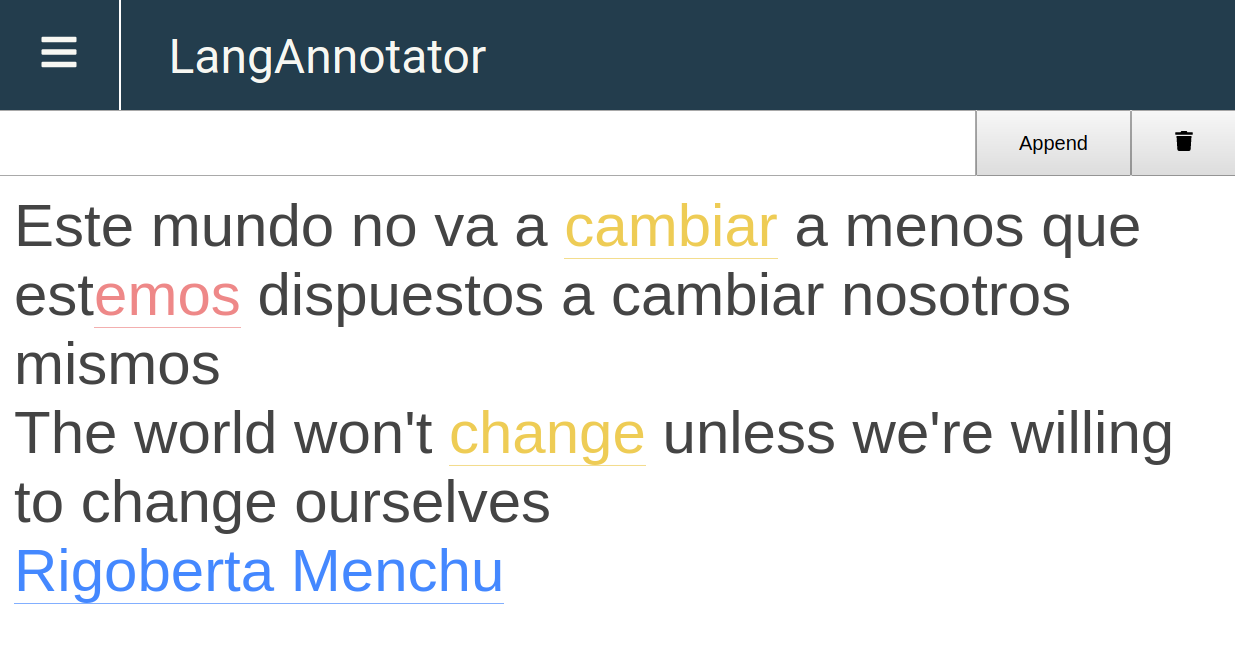 LangAnnotator
Append
Este mundo no va a cambiar a menos que
estemos dispuestos a cambiar nosotros
mismos
The world won't change unless we're willing
to change ourselves
Rigoberta Menchu